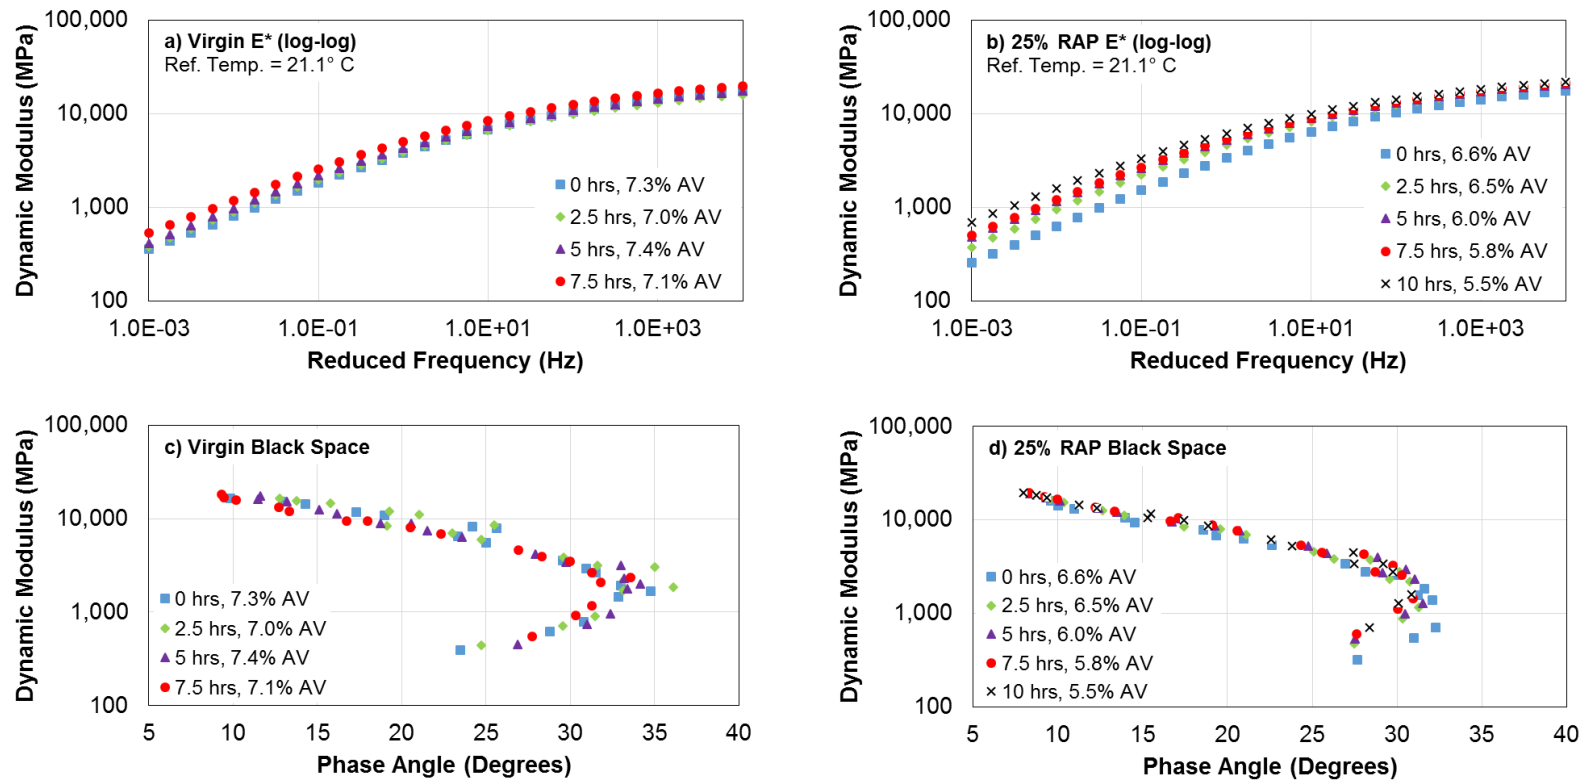 a) Virgin E* (log-log)
Ref. Temp. = 21.1° C
100,000
10,000
1,000
100
Dynamic Modulus (MPa)
0 hrs, 7.3% AV
2.5 hrs, 7.0% AV
5 hrs, 7.4% AV
7.5 hrs, 7.1% AV
1.0E-03 1.0E-01 1.0E+01 1.0E+03
Reduced Frequency (Hz)
b) 25% RAP E* (log-log)
Ref. Temp. = 21.1° C
100,000
10,000
1,000
100
Dynamic Modulus (MPa)
0 hrs, 6.6% AV
2.5 hrs, 6.5% AV
5 hrs, 6.0% AV
7.5 hrs, 5.8% AV
10 hrs, 5.5% AV
1.0E-03 1.0E-01 1.0E+01 1.0E+03
Reduced Frequency (Hz)
c) Virgin Black Space
100,000
10,000
1,000
100
Dynamic Modulus (MPa)
0 hrs, 7.3% AV
2.5 hrs, 7.0% AV
5 hrs, 7.4% AV
7.5 hrs, 7.1% AV
5 10 15 20 25 30 35 40
Phase Angle (Degrees)
d) 25% RAP Black Space
100,000
10,000
1,000
100
Dynamic Modulus (MPa)
0 hrs, 6.6% AV
2.5 hrs, 6.5% AV
5 hrs, 6.0% AV
7.5 hrs, 5.8% AV
10 hrs, 5.5% AV
5 10 15 20 25 30 35 40
Phase Angle (Degrees)